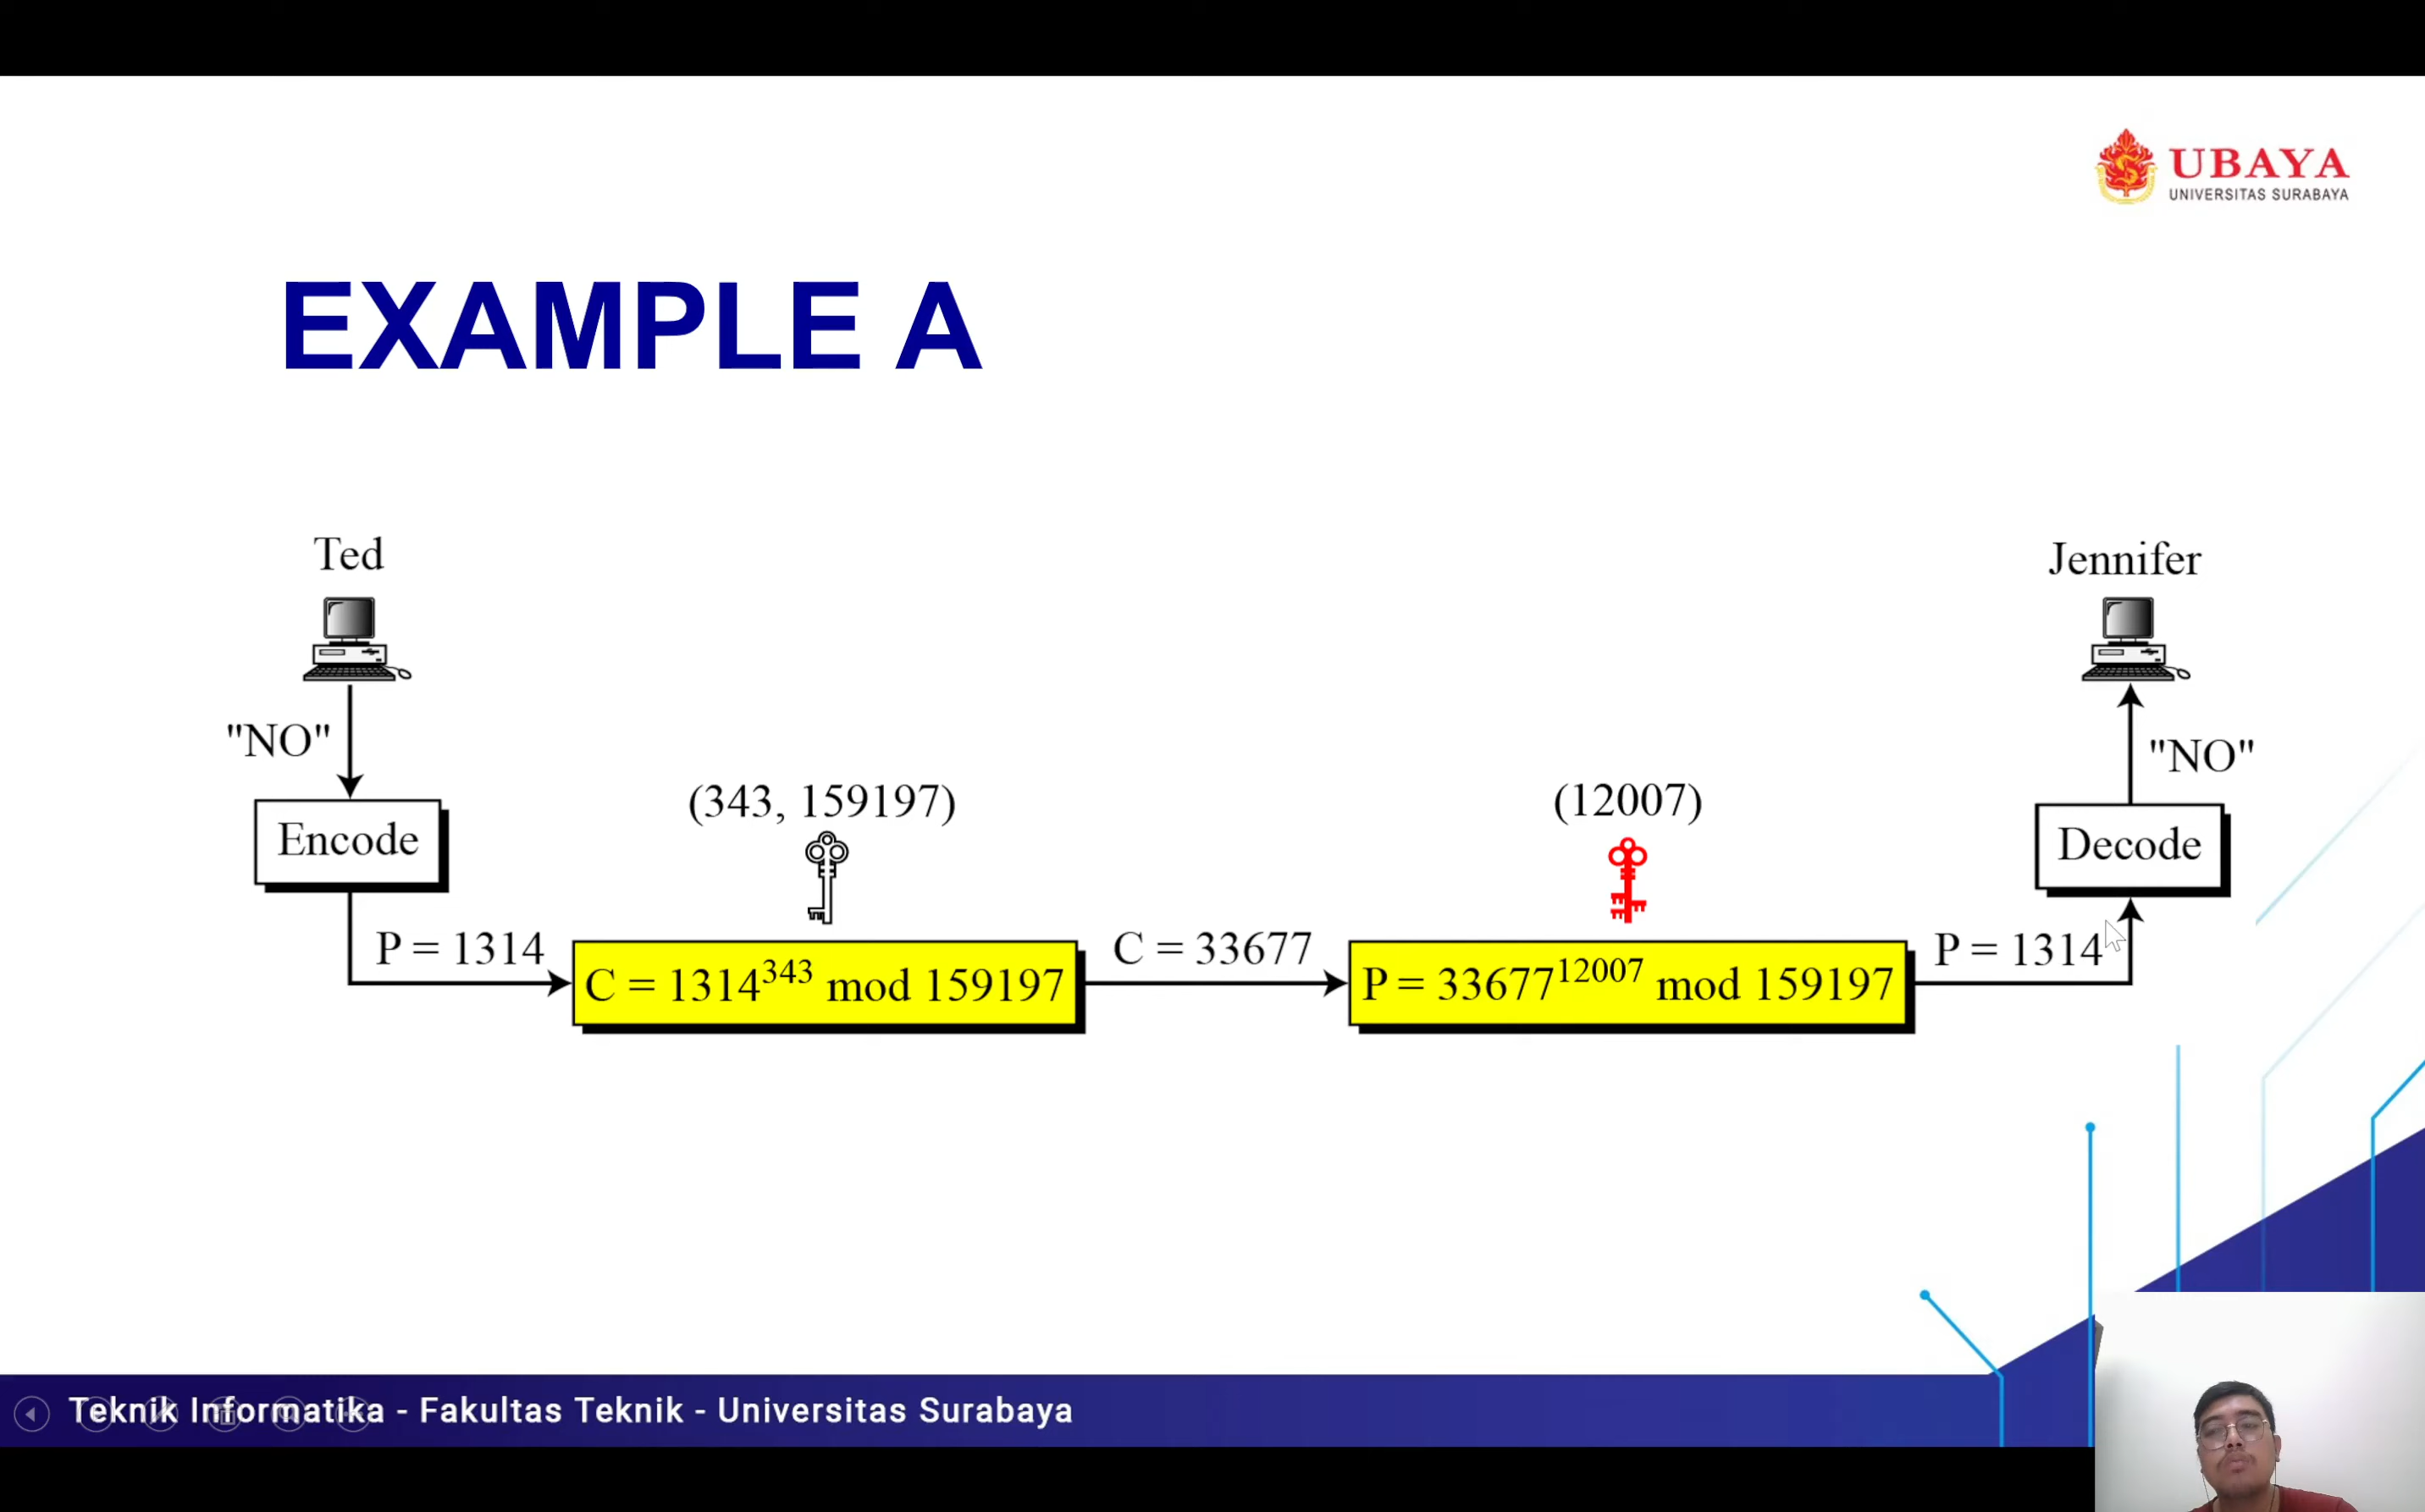 UBAYA
UNIVERSITAS SURABAYA
EXAMPLE A
Ted
Jennifer
"NO"
"NO"
(343, 159197)
(12007)
Encode
Decode
P = 1314
C = 1314³⁴³ mod 159197
C = 33677
P = 33677¹²⁰⁰⁷ mod 159197
P = 1314
Teknik Informatika - Fakultas Teknik - Universitas Surabaya